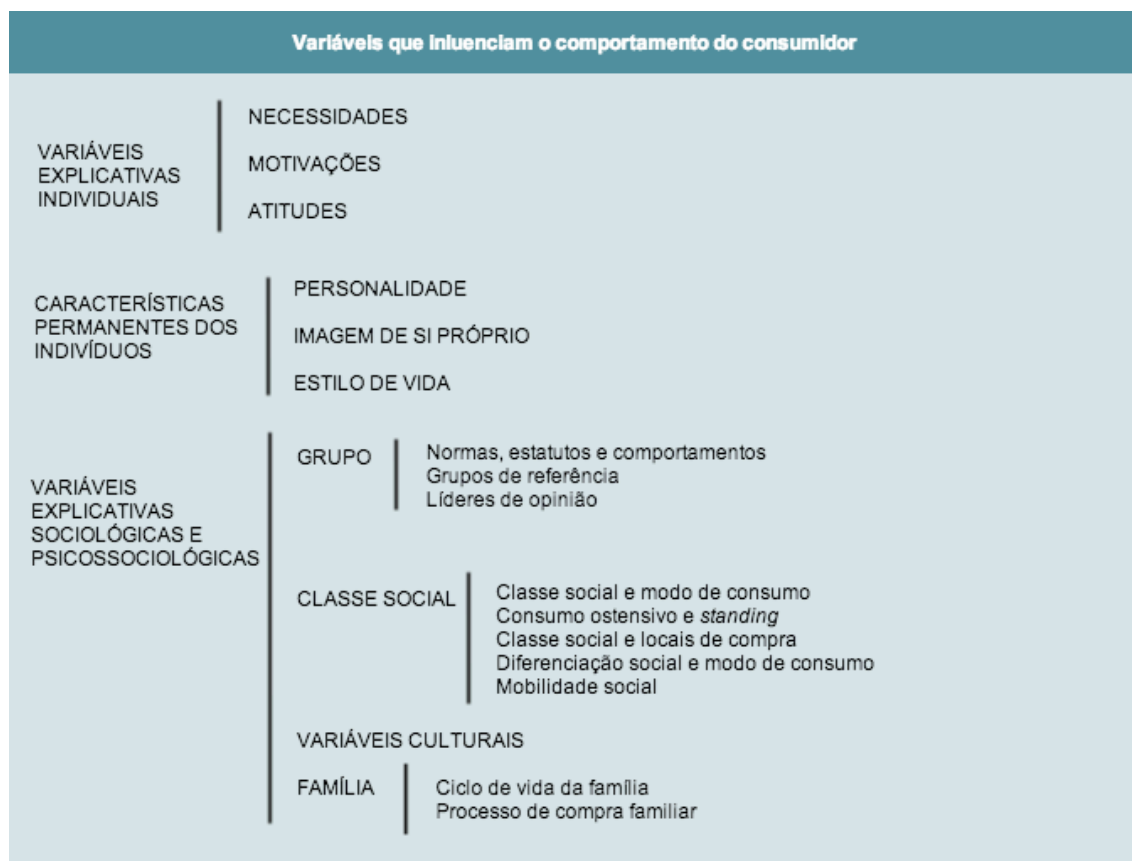 Variáveis que iniuenciam o comportamento do consumidor
VARIÁVEIS
EXPLICATIVAS
INDIVIDUAIS
NECESSIDADES
MOTIVAÇÕES
ATITUDES
CARACTERÍSTICAS
PERMANENTES DOS
INDIVÍDUOS
PERSONALIDADE
IMAGEM DE SI PRÓPRIO
ESTILO DE VIDA
VARIÁVEIS
EXPLICATIVAS
SOCIOLÓGICAS E
PSICOSSOCIOLÓGICAS
GRUPO
Normas, estatutos e comportamentos
Grupos de referência
Líderes de opinião
CLASSE SOCIAL
Classe social e modo de consumo
Consumo ostensivo e standing
Classe social e locais de compra
Diferenciação social e modo de consumo
Mobilidade social
VARIÁVEIS CULTURAIS
FAMÍLIA
Ciclo de vida da família
Processo de compra familiar